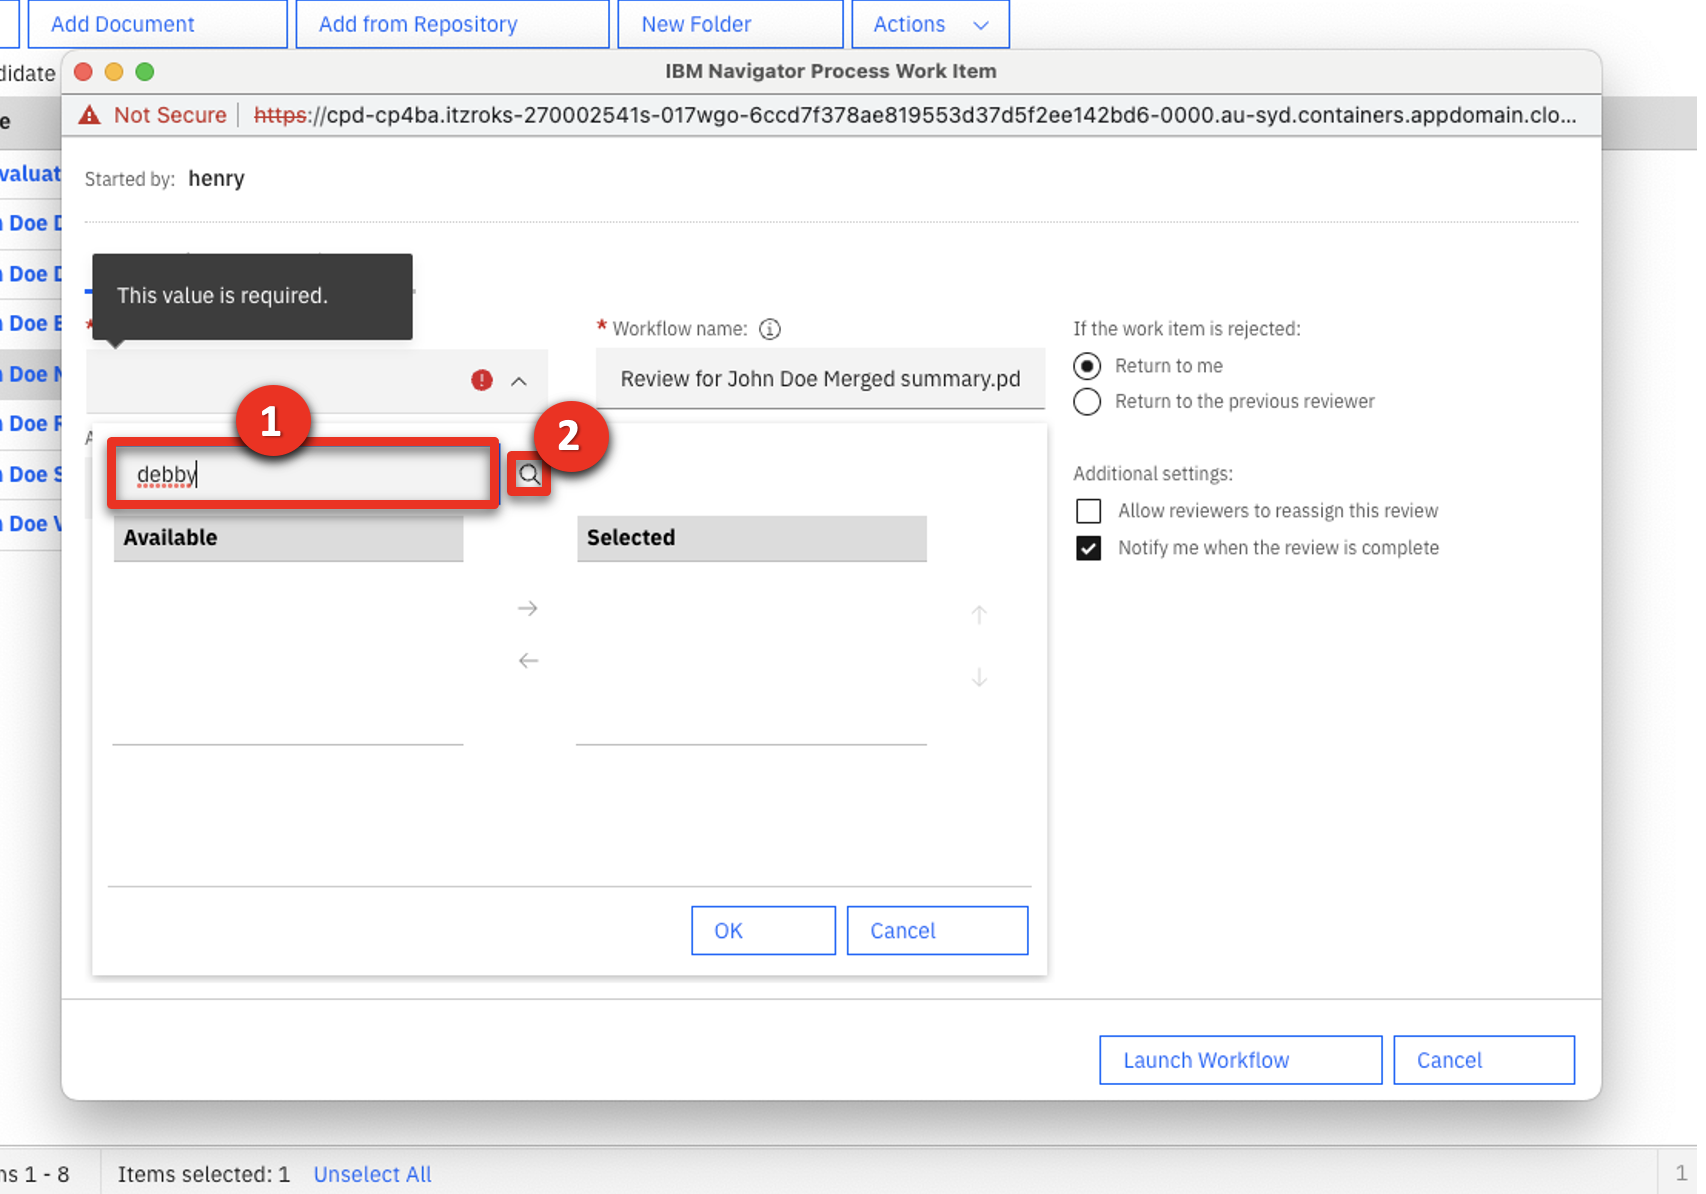 Add Document
Add from Repository
New Folder
Actions
didate
IBM Navigator Process Work Item
Not Secure
https://cpd-cp4ba.itzroks-270002541s-017wgo-6ccd7f378ae819553d37d5f2ee142bd6-0000.au-syd.containers.appdomain.clo...
e
valuat
Started by: henry
n Doe D
n Doe D
This value is required.
n Doe E
* 
* Workflow name:
If the work item is rejected:
Return to me
n Doe N
Review for John Doe Merged summary.pd
Return to the previous reviewer
n Doe F
1
2
A
debby
n Doe S
Additional settings:
Allow reviewers to reassign this review
n Doe V
Available
Selected
Notify me when the review is complete
OK
Cancel
Launch Workflow
Cancel
ns 1 - 8
Items selected: 1
Unselect All
1